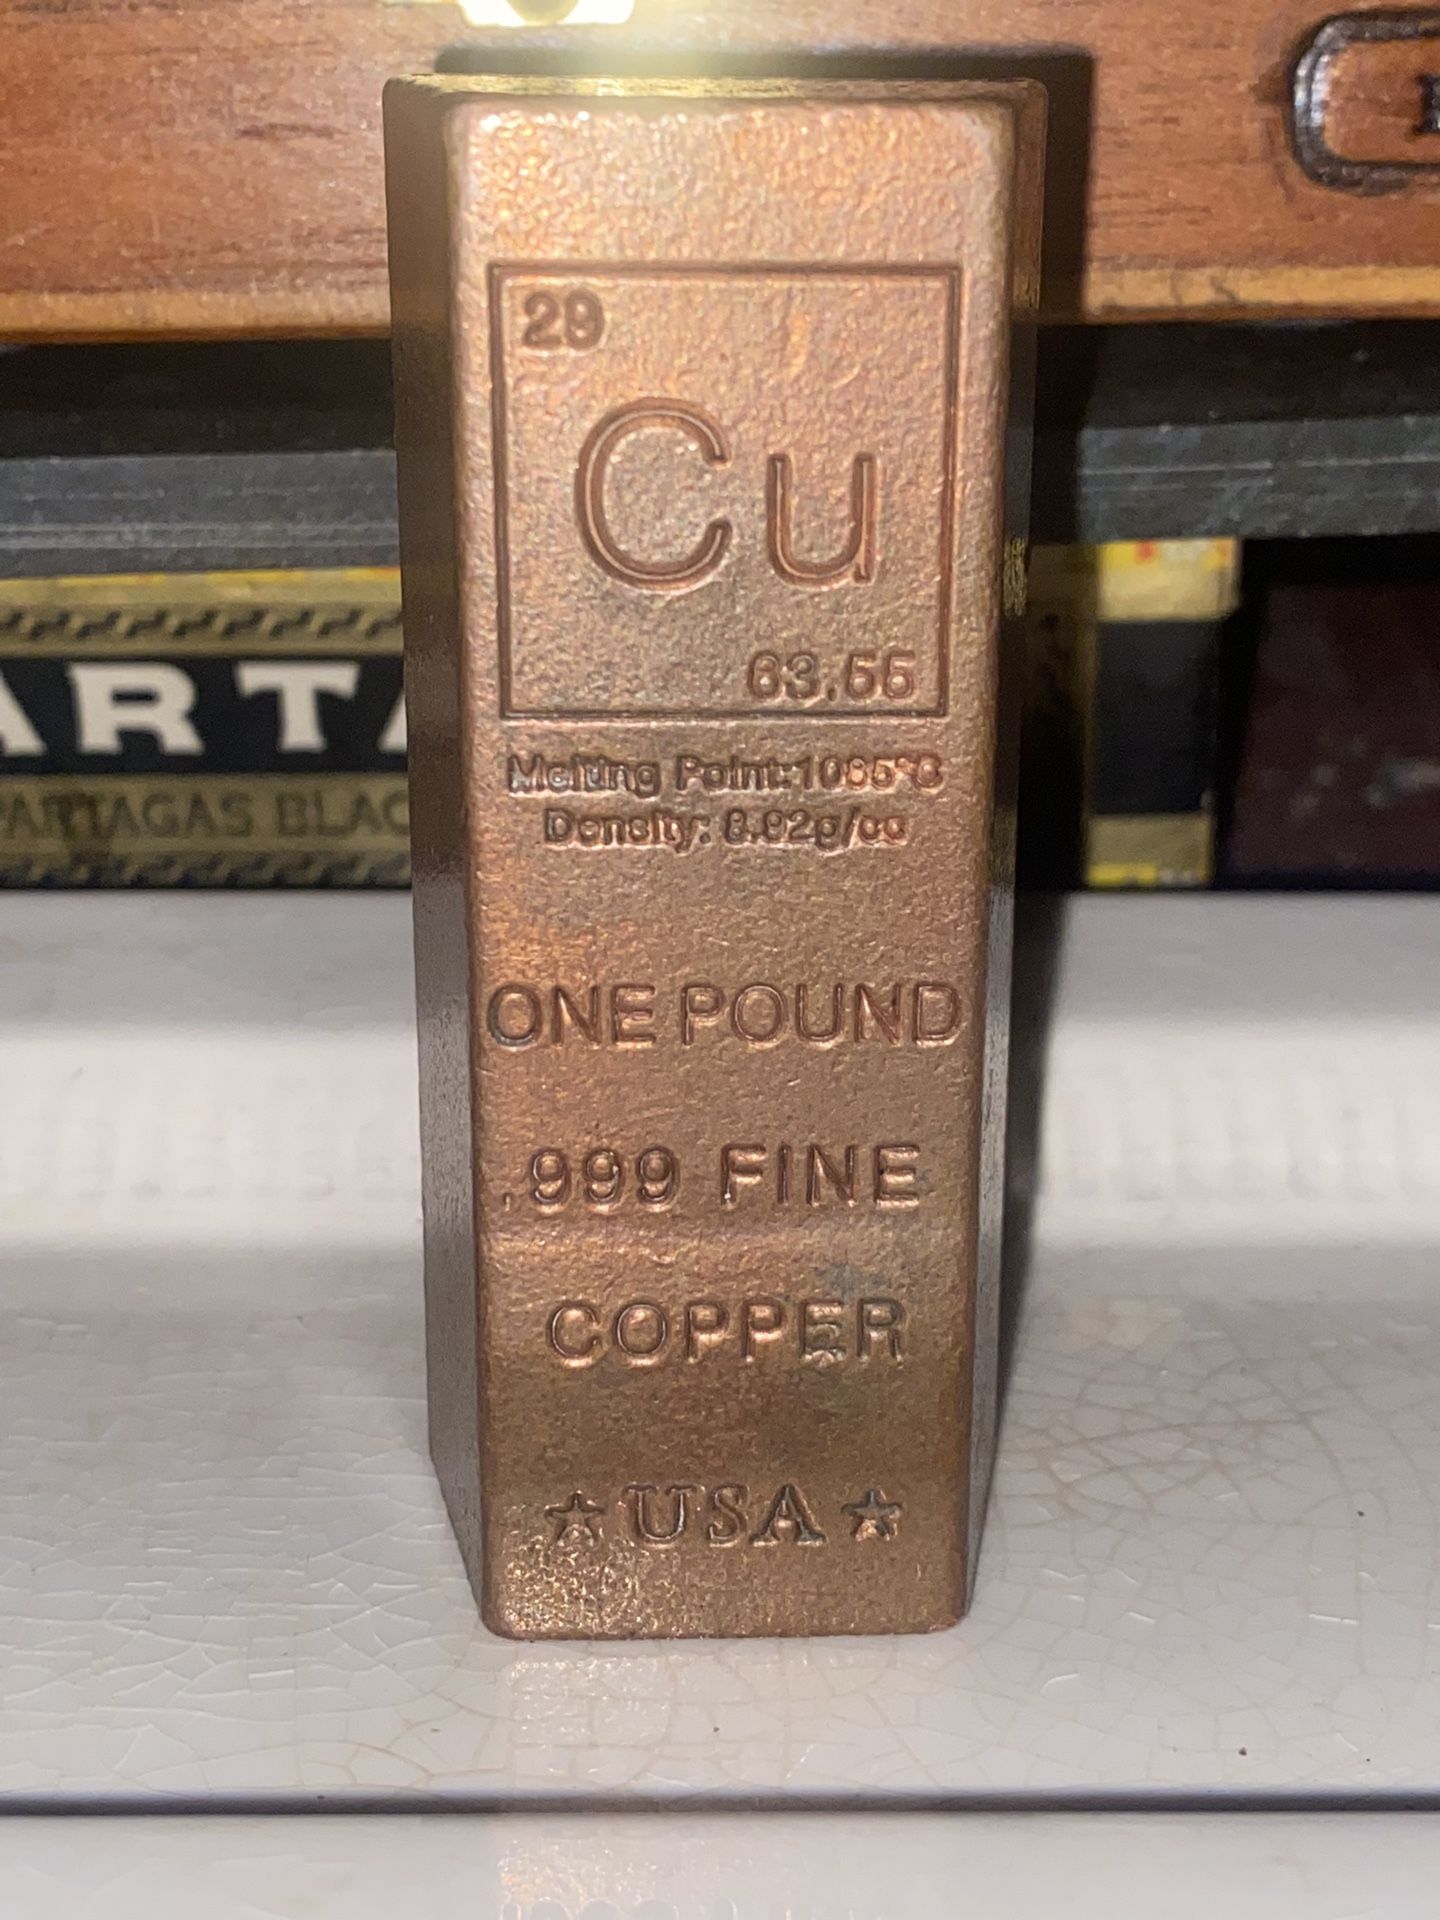 29
Cu
63.55
Melting Point:1085°C
Density: 8.92g/cc
ARTA
PARTAGAS BLAC
ONE POUND
.999 FINE
COPPER
★ USA ★